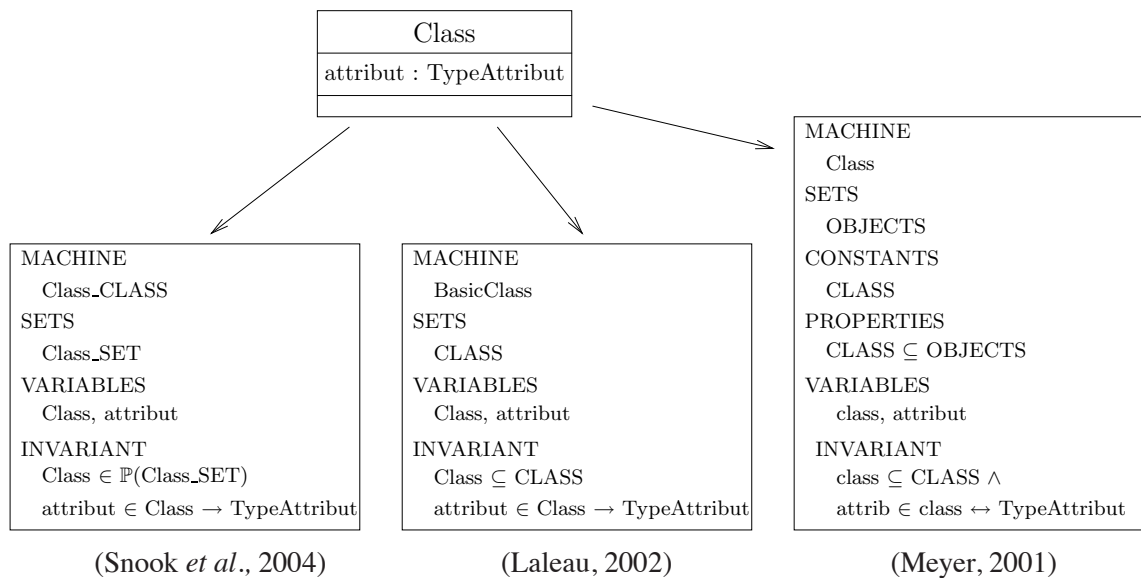 Class
attribut : TypeAttribut
MACHINE
Class_CLASS
SETS
Class_SET
VARIABLES
Class, attribut
INVARIANT
Class ∈ ℙ(Class_SET)
attribut ∈ Class → TypeAttribut
(Snook et al., 2004)
MACHINE
BasicClass
SETS
CLASS
VARIABLES
Class, attribut
INVARIANT
Class ⊆ CLASS
attribut ∈ Class → TypeAttribut
(Laleau, 2002)
MACHINE
Class
SETS
OBJECTS
CONSTANTS
CLASS
PROPERTIES
CLASS ⊆ OBJECTS
VARIABLES
class, attribut
INVARIANT
class ⊆ CLASS ∧
attrib ∈ class ↔ TypeAttribut
(Meyer, 2001)